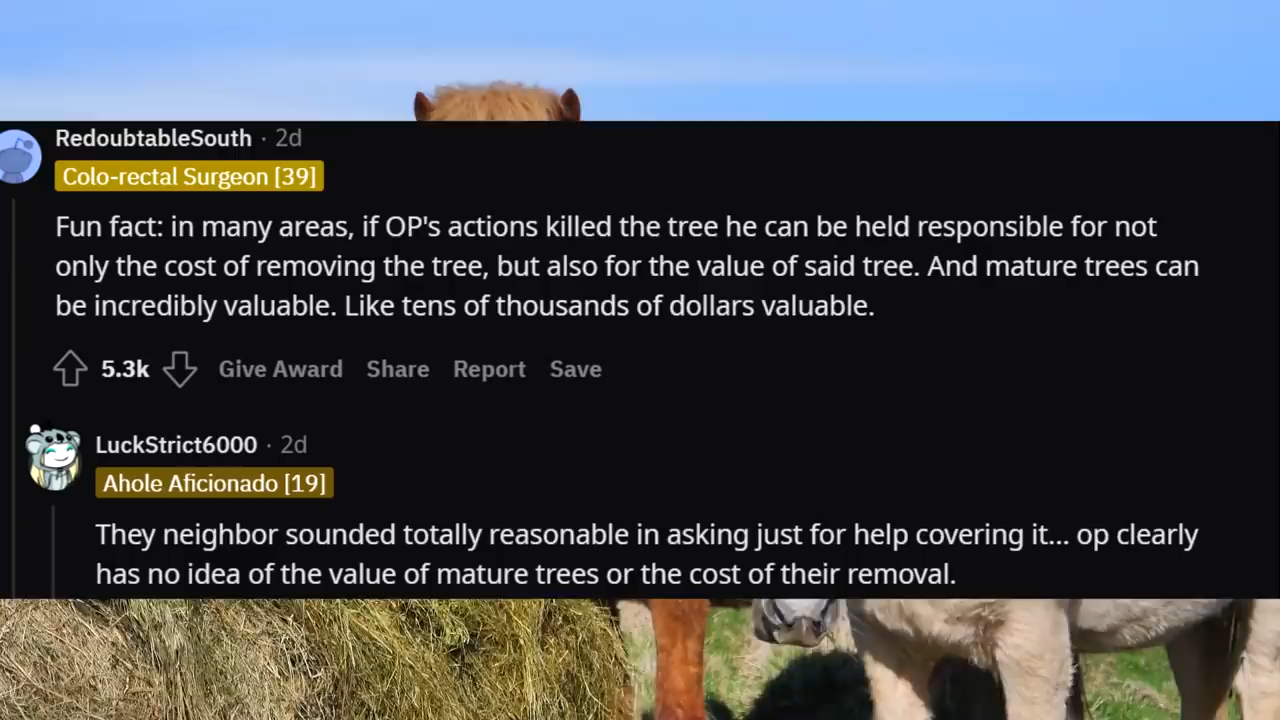 RedoubtableSouth · 2d
Colo-rectal Surgeon [39]
Fun fact: in many areas, if OP's actions killed the tree he can be held responsible for not
only the cost of removing the tree, but also for the value of said tree. And mature trees can
be incredibly valuable. Like tens of thousands of dollars valuable.
5.3k Give Award Share Report Save
LuckStrict6000 · 2d
Ahole Aficionado [19]
They neighbor sounded totally reasonable in asking just for help covering it... op clearly
has no idea of the value of mature trees or the cost of their removal.